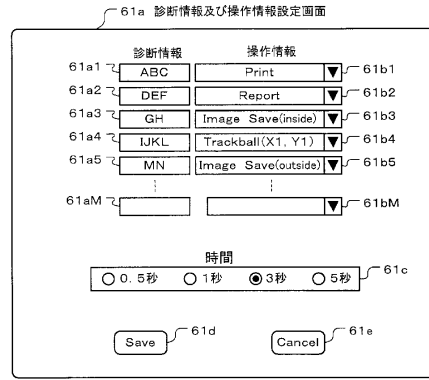 61a 診断情報及び操作情報設定画面
診断情報 操作情報
61a1 ABC Print ▼ 61b1
61a2 DEF Report ▼ 61b2
61a3 GH Image Save(inside) ▼ 61b3
61a4 IJKL Trackball(X1, Y1) ▼ 61b4
61a5 MN Image Save(outside) ▼ 61b5
61aM ▼ 61bM
時間
0.5秒 1秒 3秒 5秒 61c
Save 61d Cancel 61e